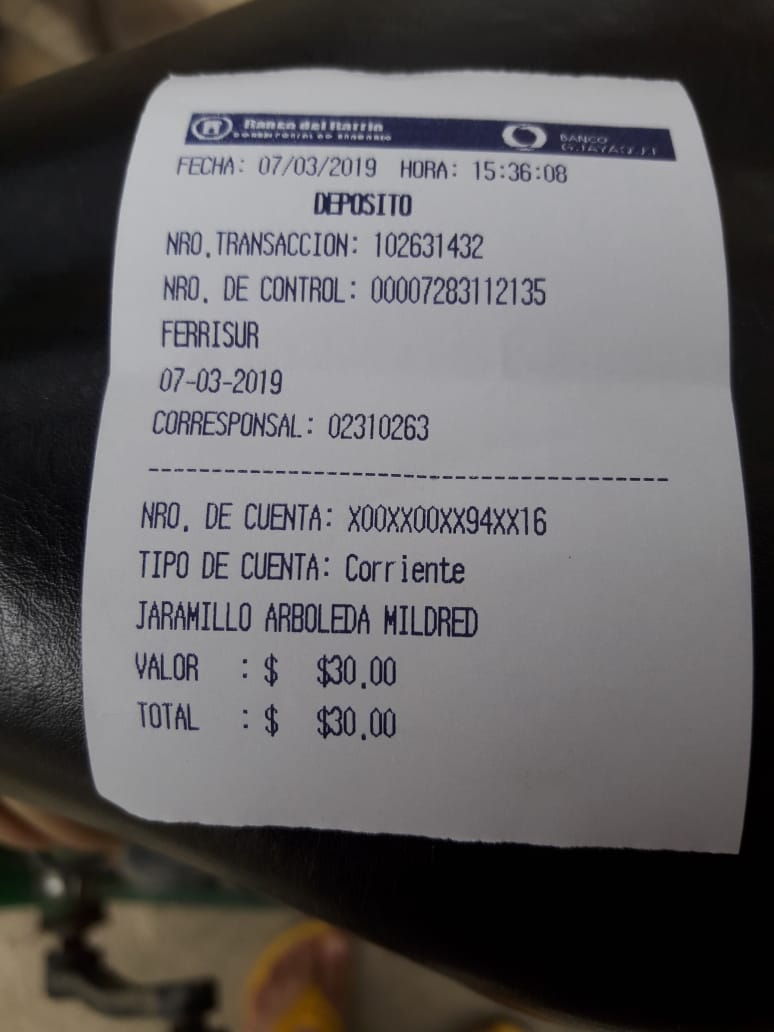 Banco del Barrio
BANCO
GUAYAQUIL
FECHA: 07/03/2019 HORA: 15:36:08
DEPOSITO
NRO.TRANSACCION: 102631432
NRO. DE CONTROL: 00007283112135
FERRISUR
07-03-2019
CORRESPONSAL: 02310263
------------------------------------------
NRO. DE CUENTA: X00XX00XX94XX16
TIPO DE CUENTA: Corriente
JARAMILLO ARBOLEDA MILDRED
VALOR : $ $30.00
TOTAL : $ $30.00